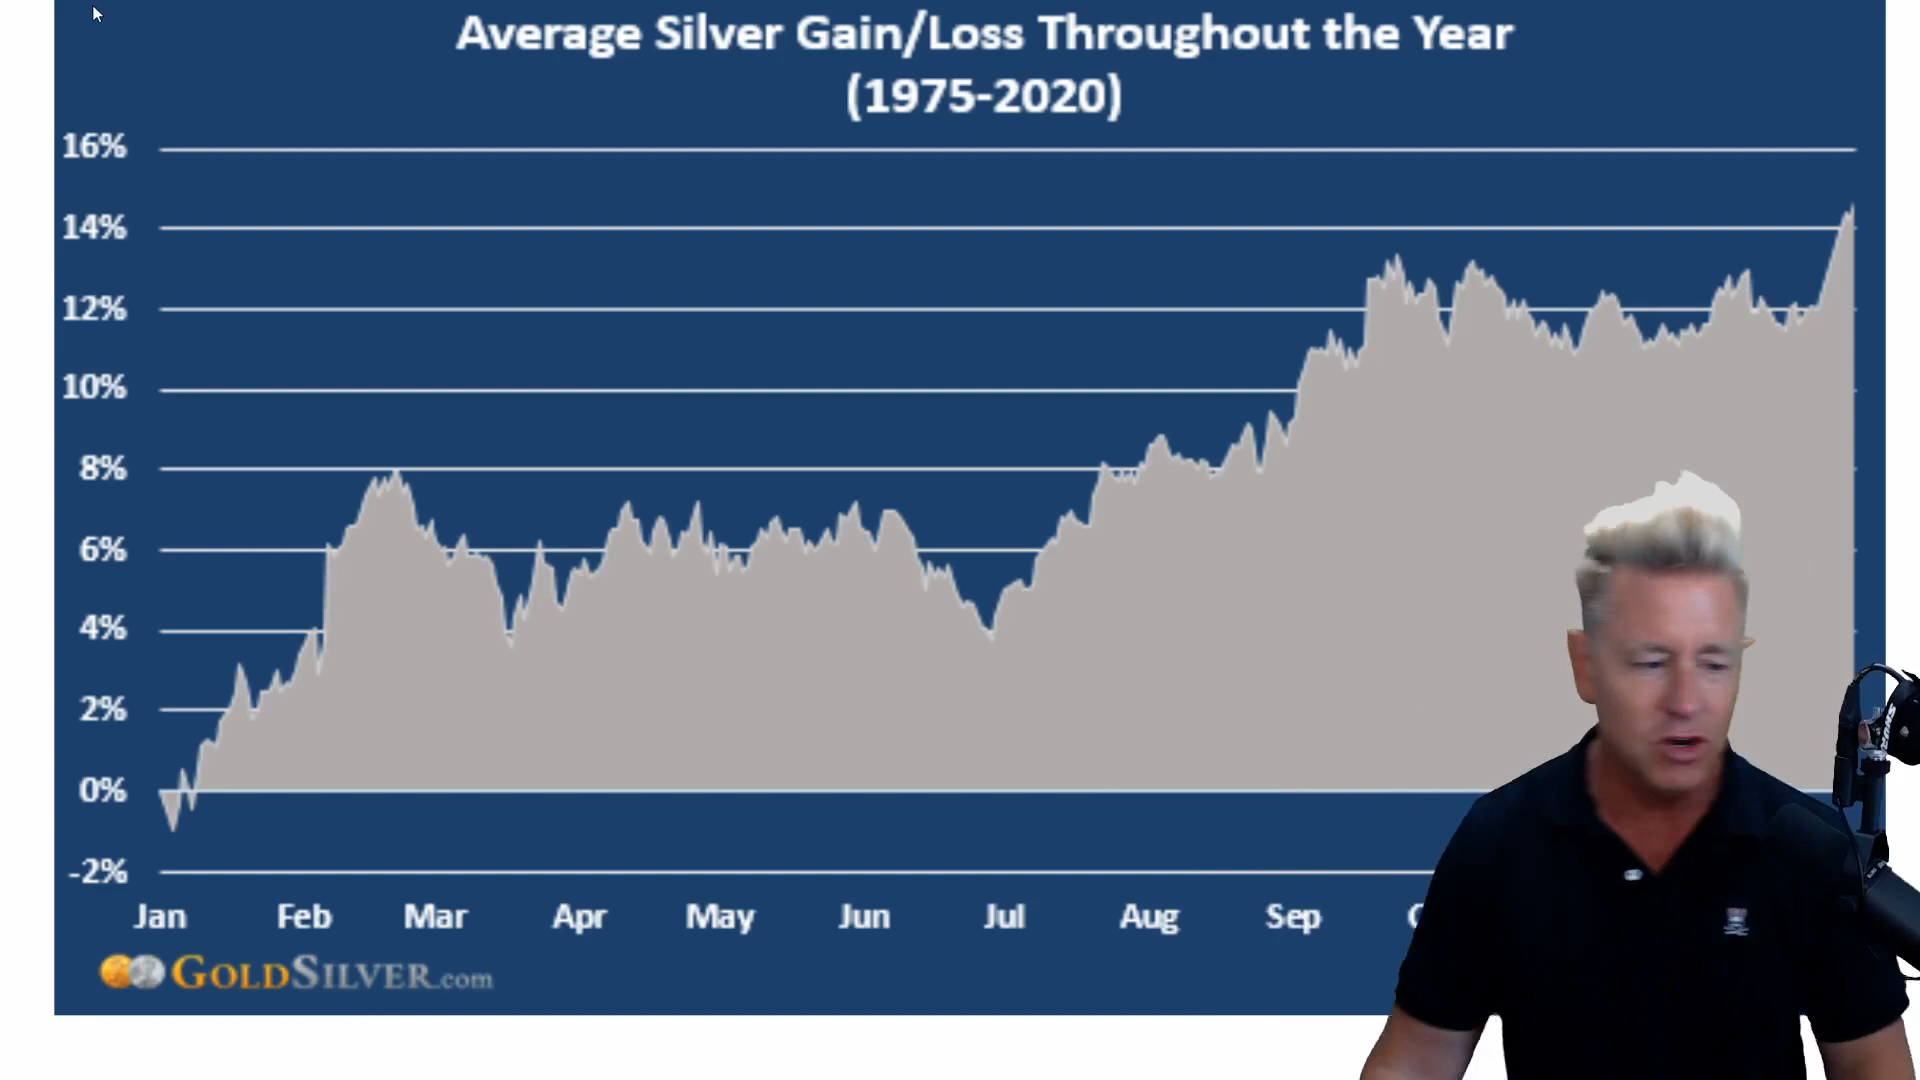 Average Silver Gain/Loss Throughout the Year
(1975-2020)
16%
14%
12%
10%
8%
6%
4%
2%
0%
-2%
Jan Feb Mar Apr May Jun Jul Aug Sep
GOLDSILVER.com
SHURE